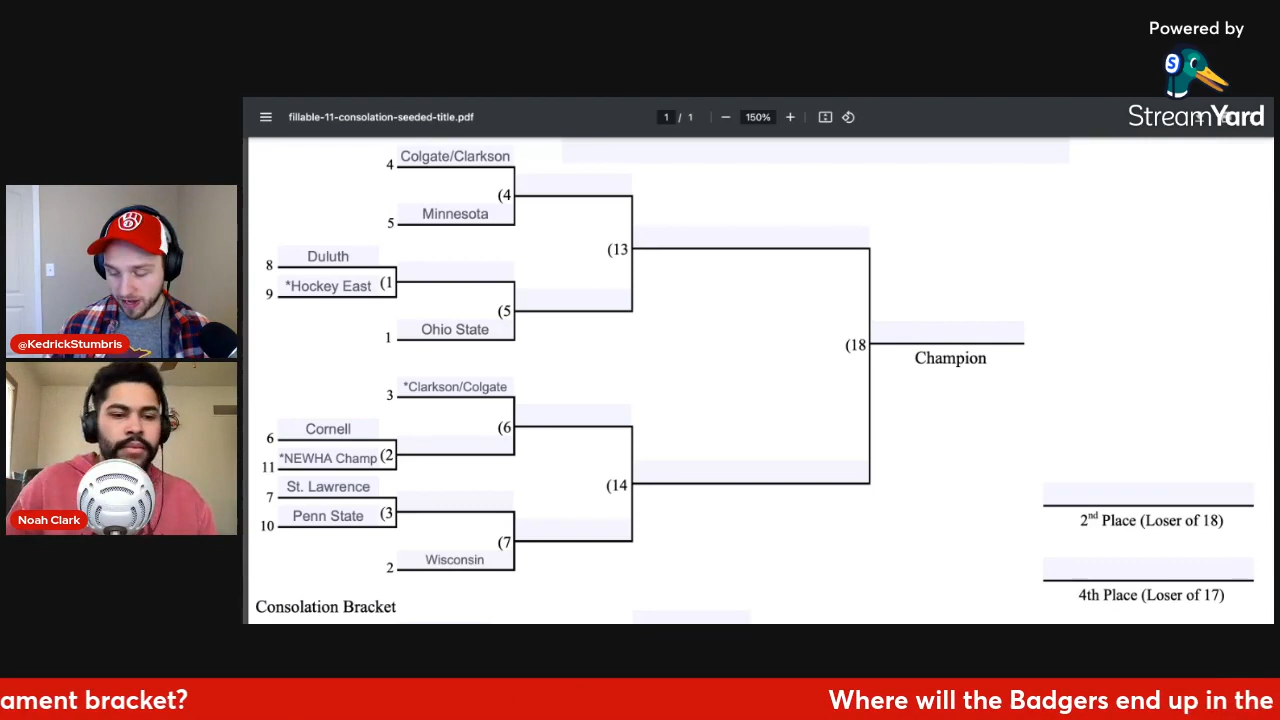 Powered by
S
StreamYard
fillable-11-consolation-seeded-title.pdf
1 / 1
150%
4 Colgate/Clarkson
(4
5 Minnesota
(13
8 Duluth
9 *Hockey East (1
(5
1 Ohio State
(18
Champion
3 *Clarkson/Colgate
(6
6 Cornell
11 *NEWHA Champ (2
(14
7 St. Lawrence
10 Penn State (3
(7
2 Wisconsin
2nd Place (Loser of 18)
4th Place (Loser of 17)
Consolation Bracket
@KedrickStumbris
Noah Clark
ament bracket?
Where will the Badgers end up in the